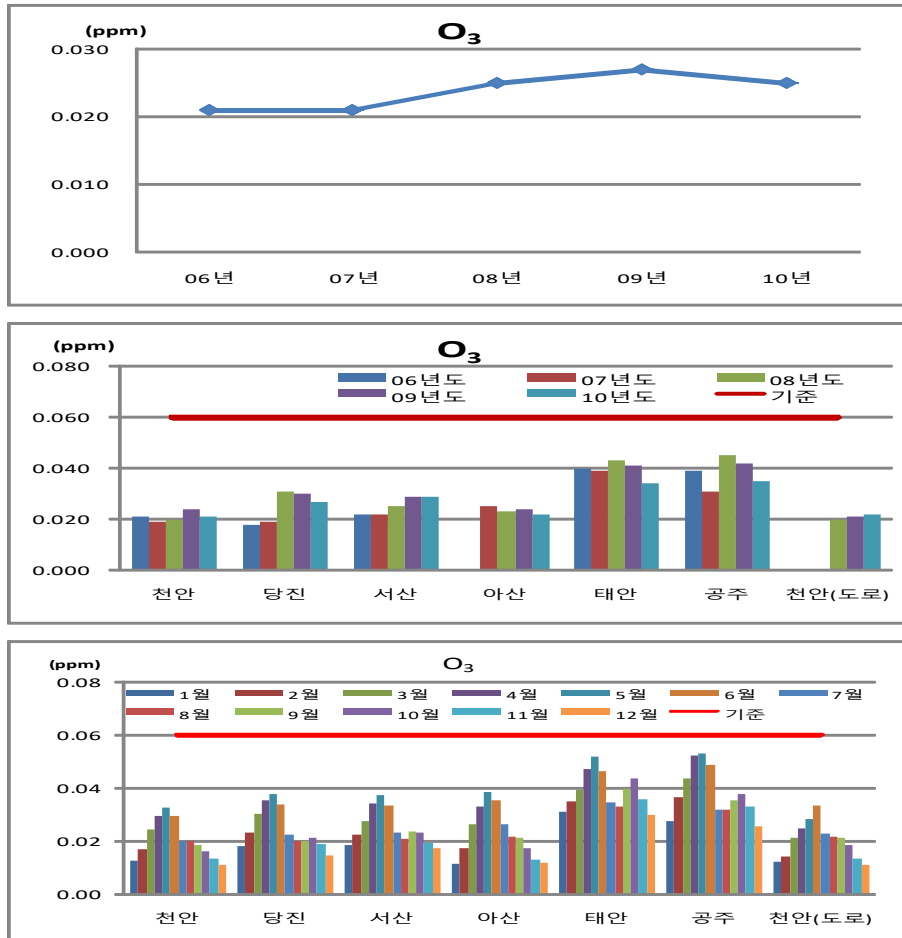 (ppm)
O₃
0.030
0.020
0.010
0.000
06년 07년 08년 09년 10년
(ppm)
O₃
0.080
06년도 07년도 08년도
09년도 10년도 기준
0.060
0.040
0.020
0.000
천안 당진 서산 아산 태안 공주 천안(도로)
(ppm)
O₃
0.08
1월 2월 3월 4월 5월 6월 7월
8월 9월 10월 11월 12월 기준
0.06
0.04
0.02
0.00
천안 당진 서산 아산 태안 공주 천안(도로)